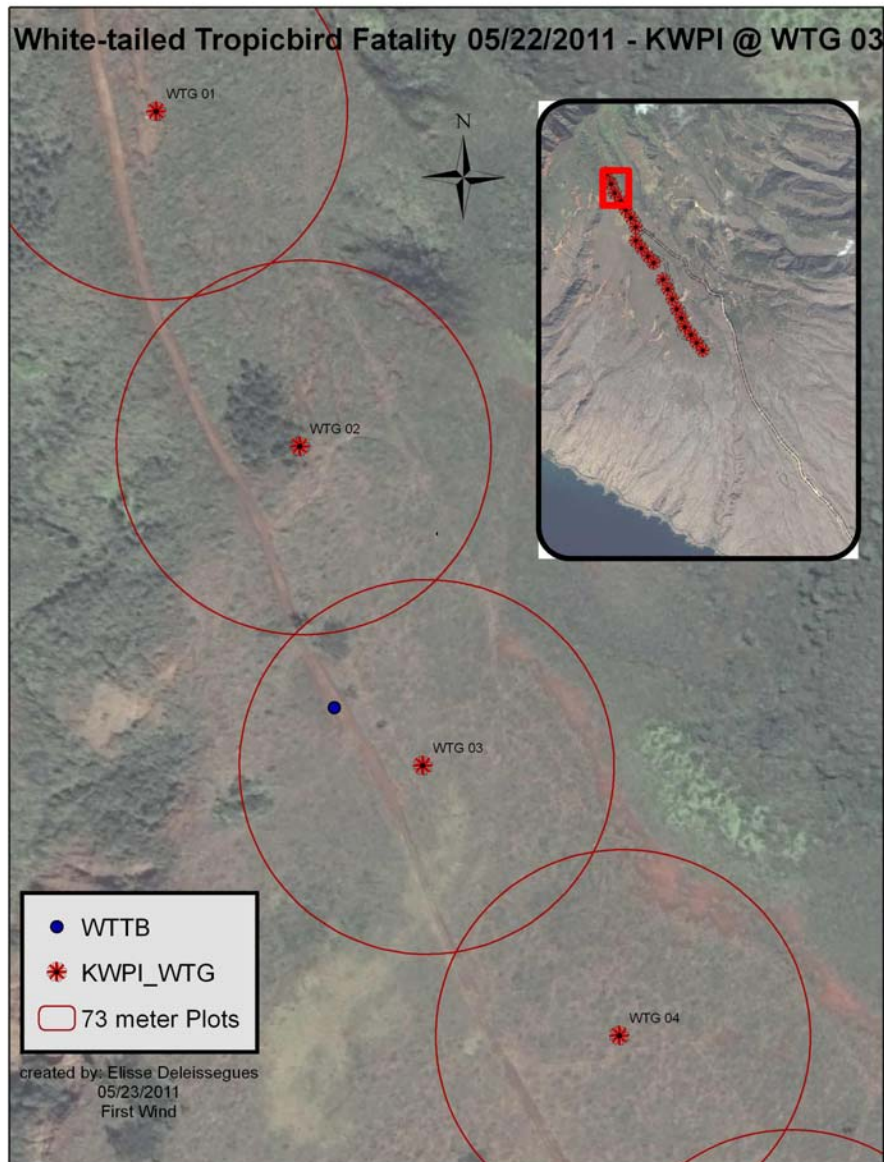 White-tailed Tropicbird Fatality 05/22/2011 - KWPI @ WTG 03
WTG 01
N
WTG 02
WTG 03
WTG 04
WTTB
KWPI_WTG
73 meter Plots
created by: Elisse Deleissegues
05/23/2011
First Wind